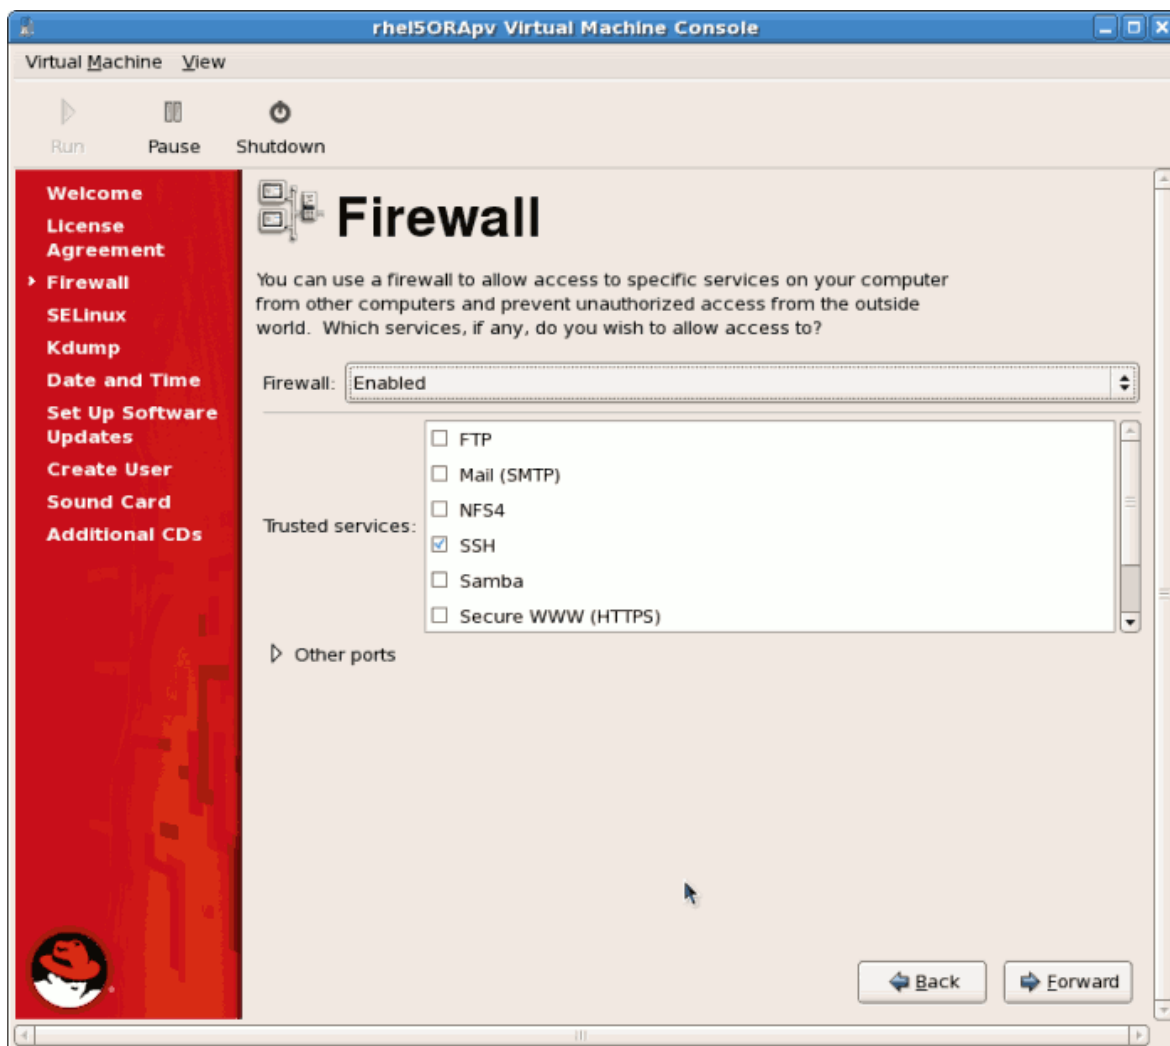 rhel5ORApv Virtual Machine Console
Virtual Machine View
Run Pause Shutdown
Welcome
License
Agreement
Firewall
SELinux
Kdump
Date and Time
Set Up Software
Updates
Create User
Sound Card
Additional CDs
Firewall
You can use a firewall to allow access to specific services on your computer
from other computers and prevent unauthorized access from the outside
world. Which services, if any, do you wish to allow access to?
Firewall: Enabled
Trusted services:
FTP
Mail (SMTP)
NFS4
SSH
Samba
Secure WWW (HTTPS)
Other ports
Back Forward